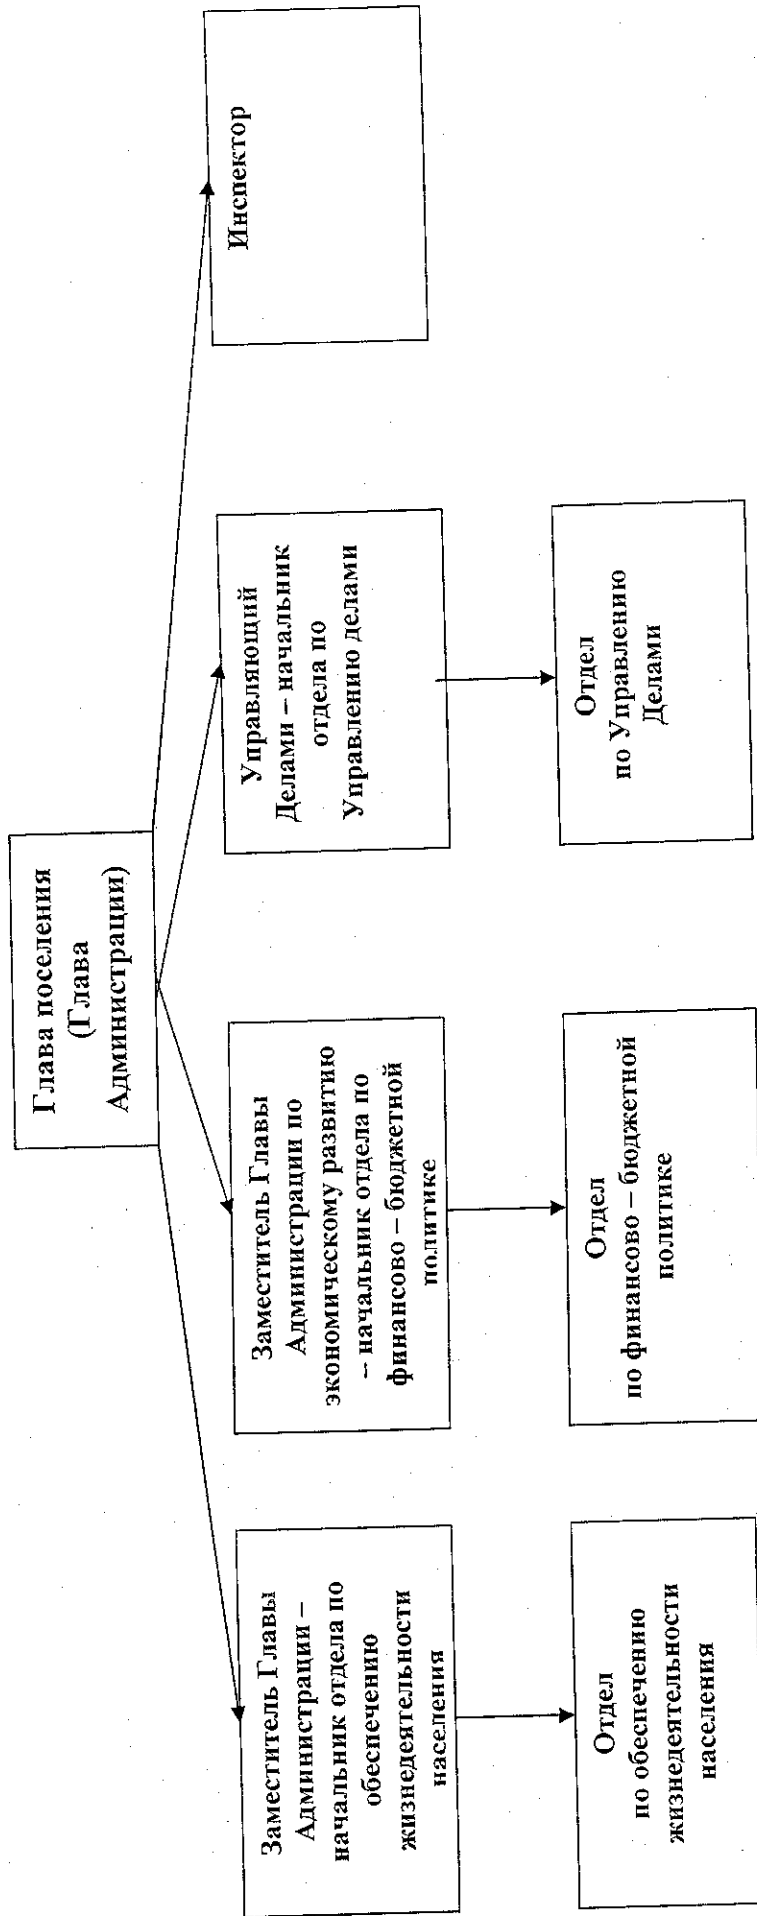 Глава поселения
(Глава
Администрации)
Заместитель Главы
Администрации –
начальник отдела по
обеспечению
жизнедеятельности
населения
Заместитель Главы
Администрации по
экономическому развитию
– начальник отдела по
финансово – бюджетной
политике
Управляющий
Делами – начальник
отдела по
Управлению делами
Инспектор
Отдел
по обеспечению
жизнедеятельности
населения
Отдел
по финансово – бюджетной
политике
Отдел
по Управлению
Делами